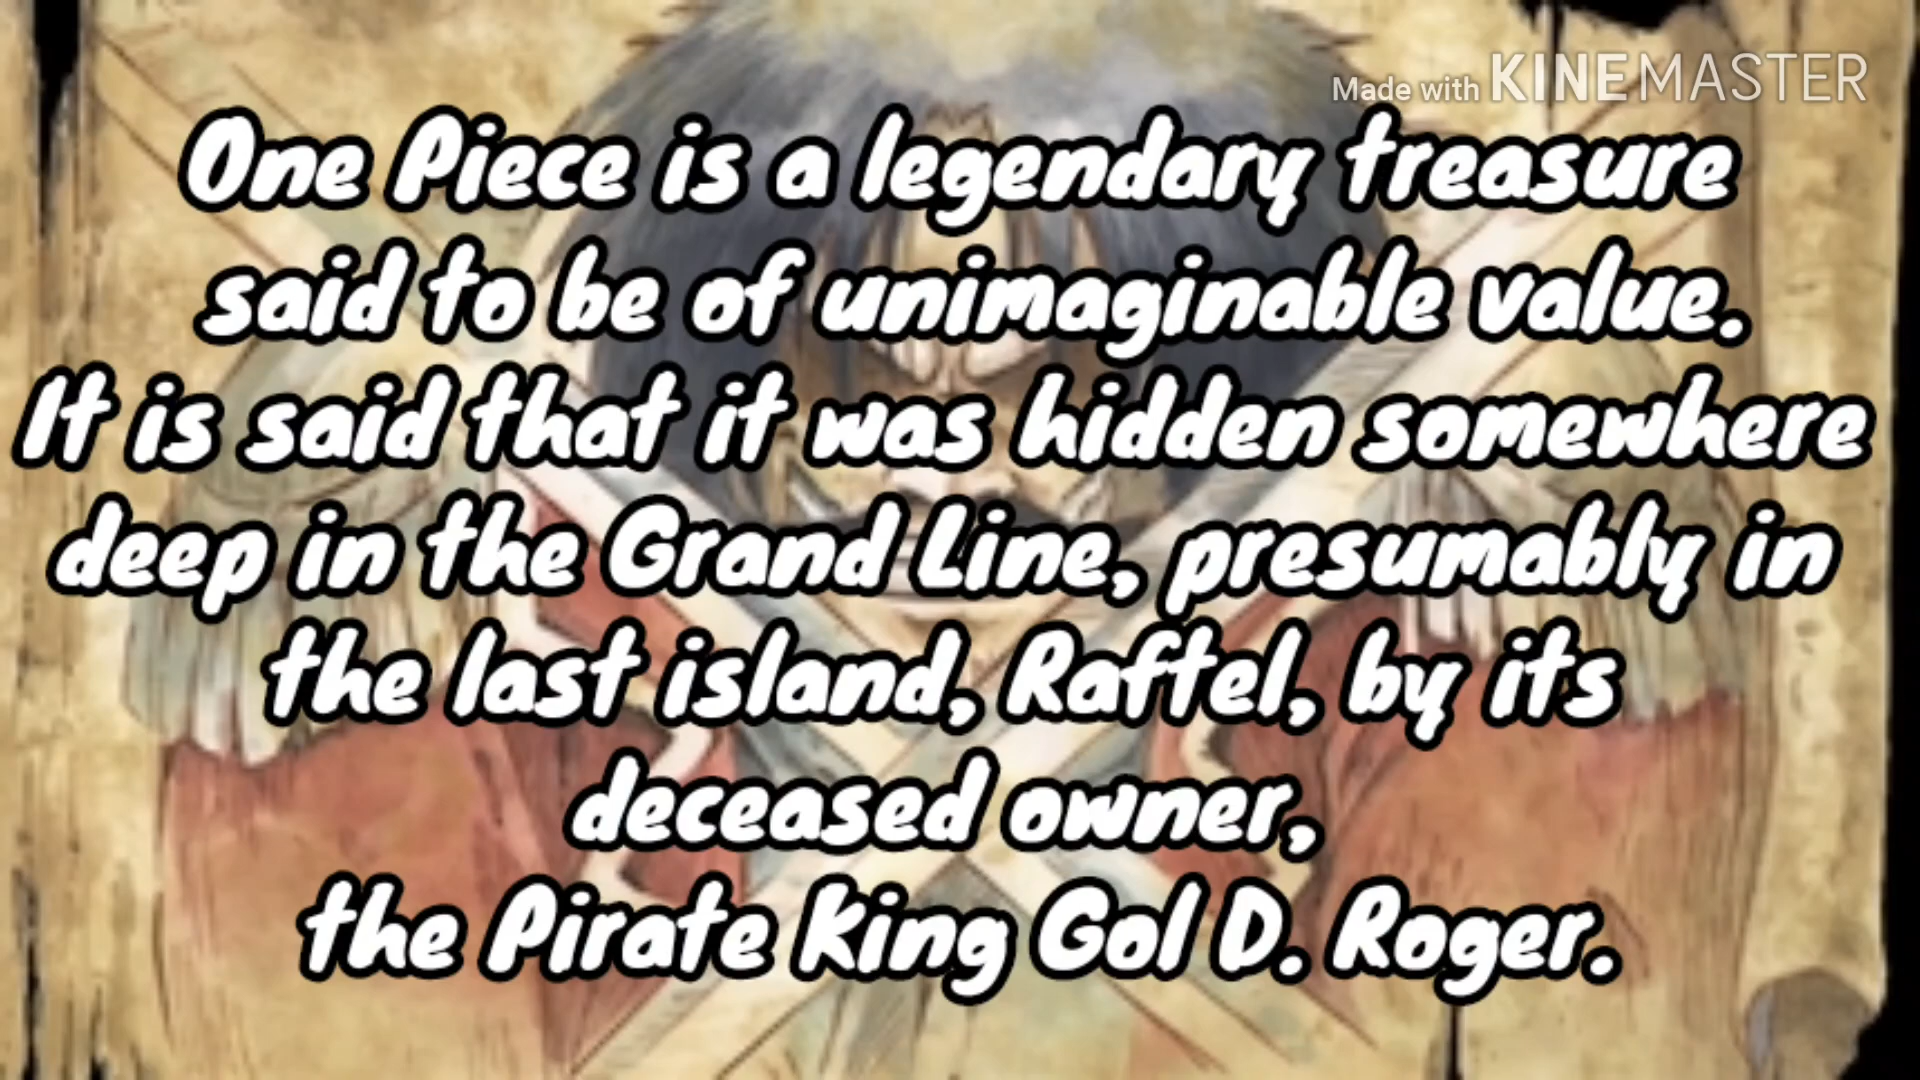 Made with KINEMASTER
One Piece is a legendary treasure
said to be of unimaginable value.
It is said that it was hidden somewhere
deep in the Grand Line, presumably in
the last island, Raftel, by its
deceased owner,
the Pirate King Gol D. Roger.